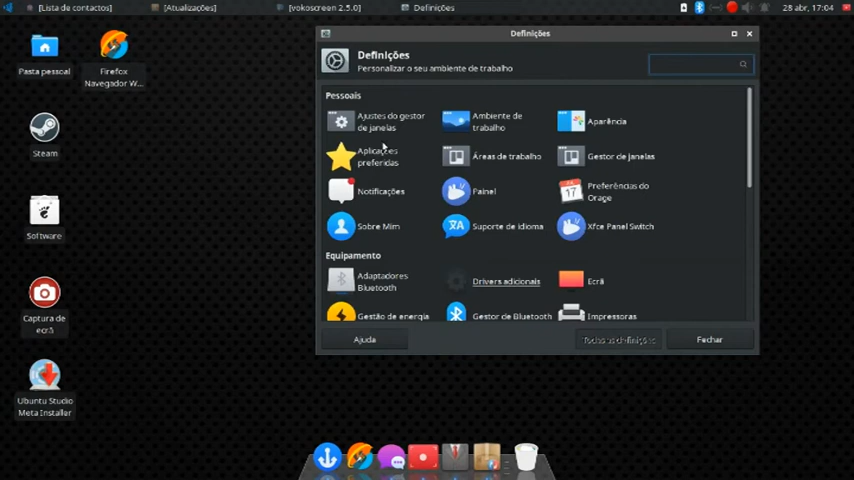 [Lista de contactos]
[Atualizações]
[vokoscreen 2.5.0]
Definições
28 abr, 17:04
Pasta pessoal
Firefox
Navegador W...
Steam
Software
Captura de
ecrã
Ubuntu Studio
Meta Installer
Definições
Definições
Personalizar o seu ambiente de trabalho
Pessoais
Ajustes do gestor
de janelas
Ambiente de
trabalho
Aparência
Aplicações
preferidas
Áreas de trabalho
Gestor de janelas
Notificações
Painel
17
Preferências do
Orage
Sobre Mim
Suporte de idioma
Xfce Panel Switch
Equipamento
Adaptadores
Bluetooth
Drivers adicionais
Ecrã
Gestão de energia
Gestor de Bluetooth
Impressoras
Ajuda
Todas as definições
Fechar